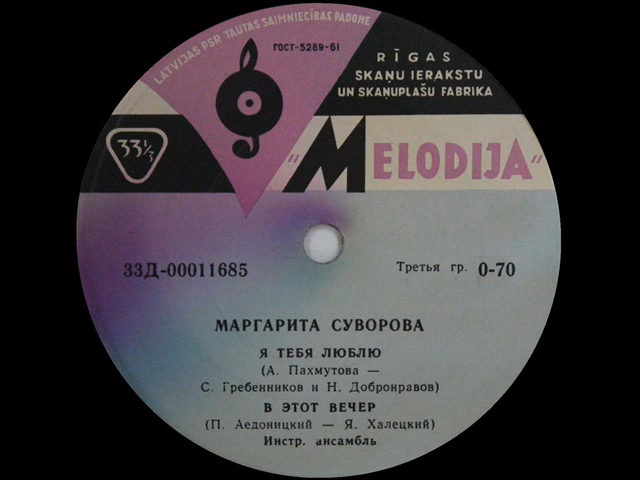 LATVIJAS PSR TAUTAS SAIMNIECĪBAS PADOME
ГОСТ-5289-61
RĪGAS
SKAŅU IERAKSTU
UN SKAŅUPLAŠU FABRIKA
33⅓
"MELODIJA"
33Д-00011685
Третья гр. 0-70
МАРГАРИТА СУВОРОВА
Я ТЕБЯ ЛЮБЛЮ
(А. Пахмутова —
С. Гребенников и Н. Добронравов)
В ЭТОТ ВЕЧЕР
(П. Аедоницкий — Я. Халецкий)
Инстр. ансамбль